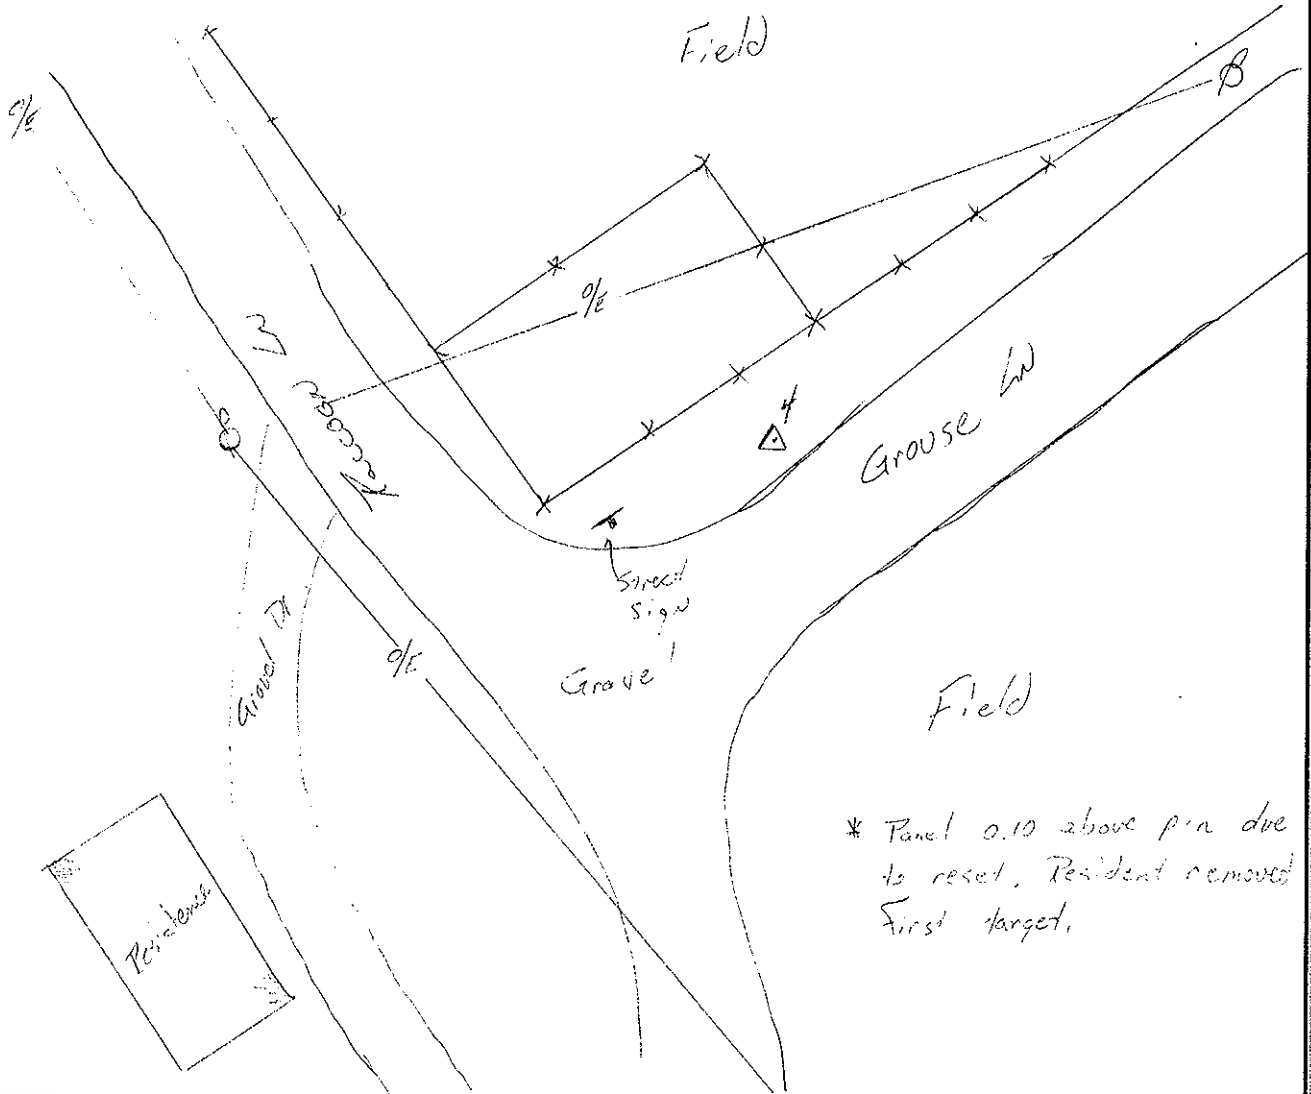 Field
O/E
O/E
Raccoon
4
Grouse LN
Street
sign
Gravel Dr
O/E
Gravel
Field
* Panel 0.10 above pin due
to reset. Resident removed
first target.
Residence